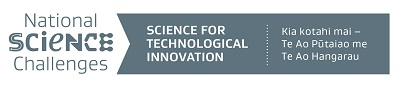 National
SCIENCE
Challenges
SCIENCE FOR
TECHNOLOGICAL
INNOVATION
Kia kotahi mai –
Te Ao Pūtaiao me
Te Ao Hangarau